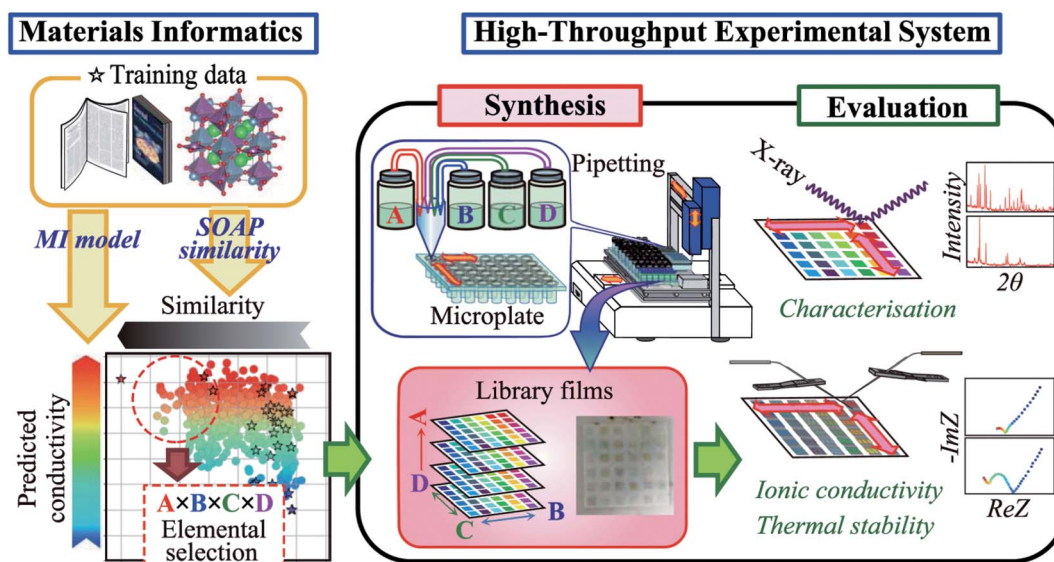 Materials Informatics
☆ Training data
MI model
SOAP
similarity
Similarity
Predicted
conductivity
A×B×C×D
Elemental
selection
High-Throughput Experimental System
Synthesis
Pipetting
A
B
C
D
Microplate
Library films
A
D
C
B
Evaluation
X-ray
Intensity
2θ
Characterisation
-ImZ
ReZ
Ionic conductivity
Thermal stability